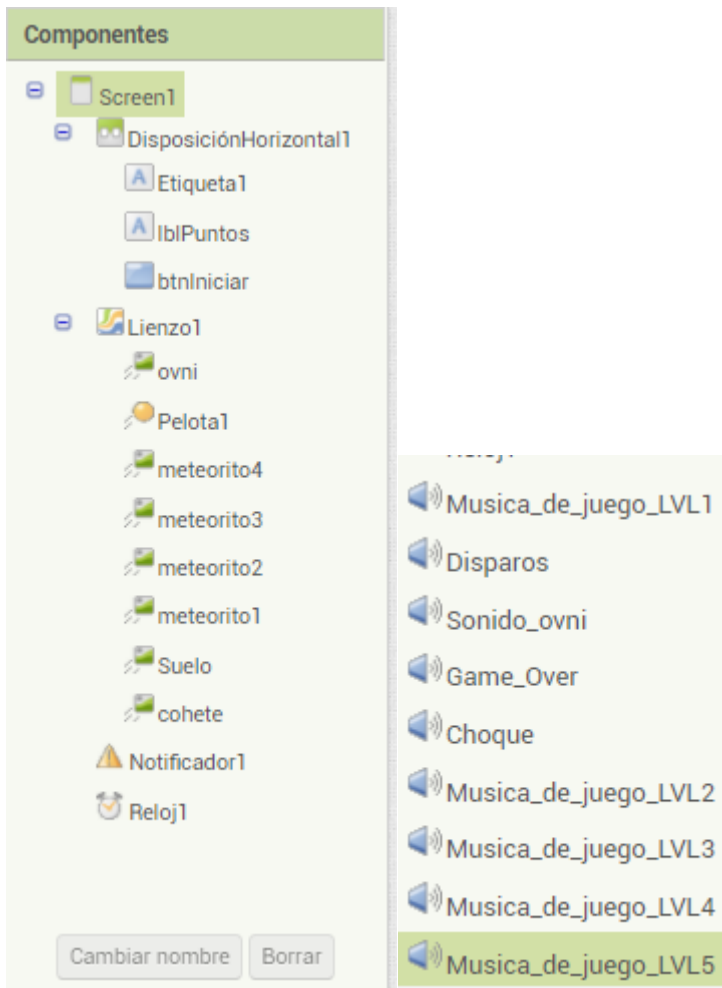 Componentes
Screen1
DisposiciónHorizontal1
Etiqueta1
lblPuntos
btnIniciar
Lienzo1
ovni
Pelota1
meteorito4
meteorito3
meteorito2
meteorito1
Suelo
cohete
Notificador1
Reloj1
Cambiar nombre Borrar
Musica_de_juego_LVL1
Disparos
Sonido_ovni
Game_Over
Choque
Musica_de_juego_LVL2
Musica_de_juego_LVL3
Musica_de_juego_LVL4
Musica_de_juego_LVL5